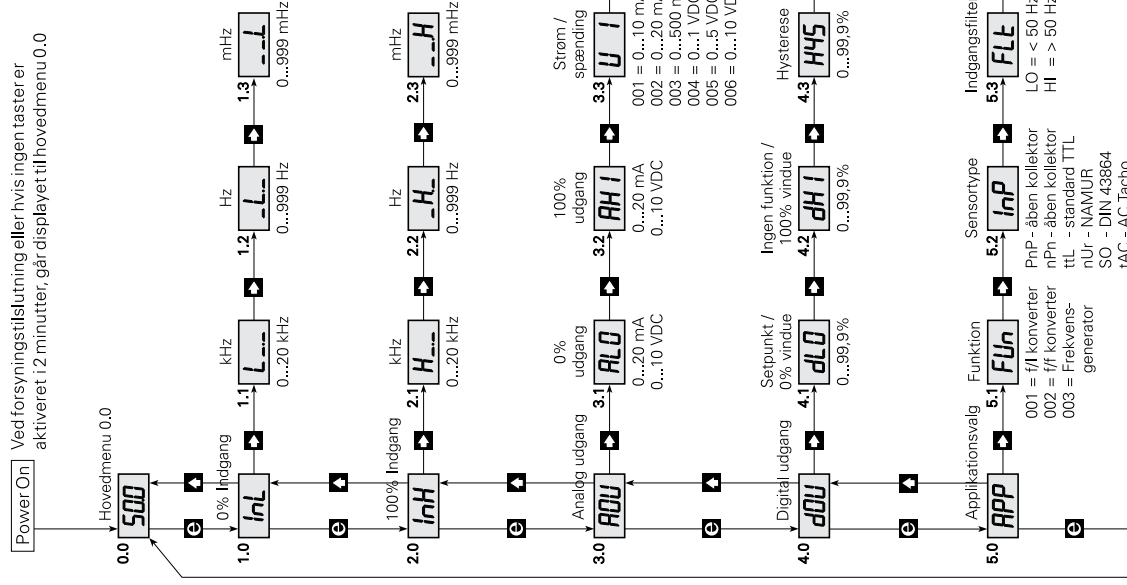 Power On
Ved forsyningstilslutning eller hvis ingen taster er
aktiveret i 2 minutter, går displayet til hovedmenu 0.0
Hovedmenu 0.0
0.0
50.0
e
0% Indgang
1.0
InL
kHz
1.1
0...20 kHz
Hz
1.2
0...999 Hz
mHz
1.3
0...999 mHz
e
100% Indgang
2.0
InH
kHz
2.1
0...20 kHz
Hz
2.2
0...999 Hz
mHz
2.3
0...999 mHz
e
Analog udgang
3.0
AOU
0%
udgang
3.1
ALO
0...20 mA
0...10 VDC
100%
udgang
3.2
AHI
0...20 mA
0...10 VDC
Strøm /
spænding
3.3
U I
001 = 0...10
002 = 0...20 mA
003 = 0...500
004 = 0...1 VDC
005 = 0...5 VDC
006 = 0...10
e
Digital udgang
4.0
dOU
Setpunkt /
0% vindue
4.1
dLO
0...99,9%
Ingen funktion /
100% vindue
4.2
dHI
0...99,9%
Hysterese
4.3
HYS
0...99,9%
e
Applikationsvalg
5.0
APP
Funktion
5.1
FUn
001 = f/I konverter
002 = f/f konverter
003 = Frekvens-
generator
Sensortype
5.2
InP
PnP - åben kollektor
nPn - åben kollektor
ttL - standard TTL
nUr - NAMUR
SO - DIN 43864
tAC - AC Tacho
Indgangsfilter
5.3
FLt
LO = < 50 Hz
HI = > 50 Hz
e